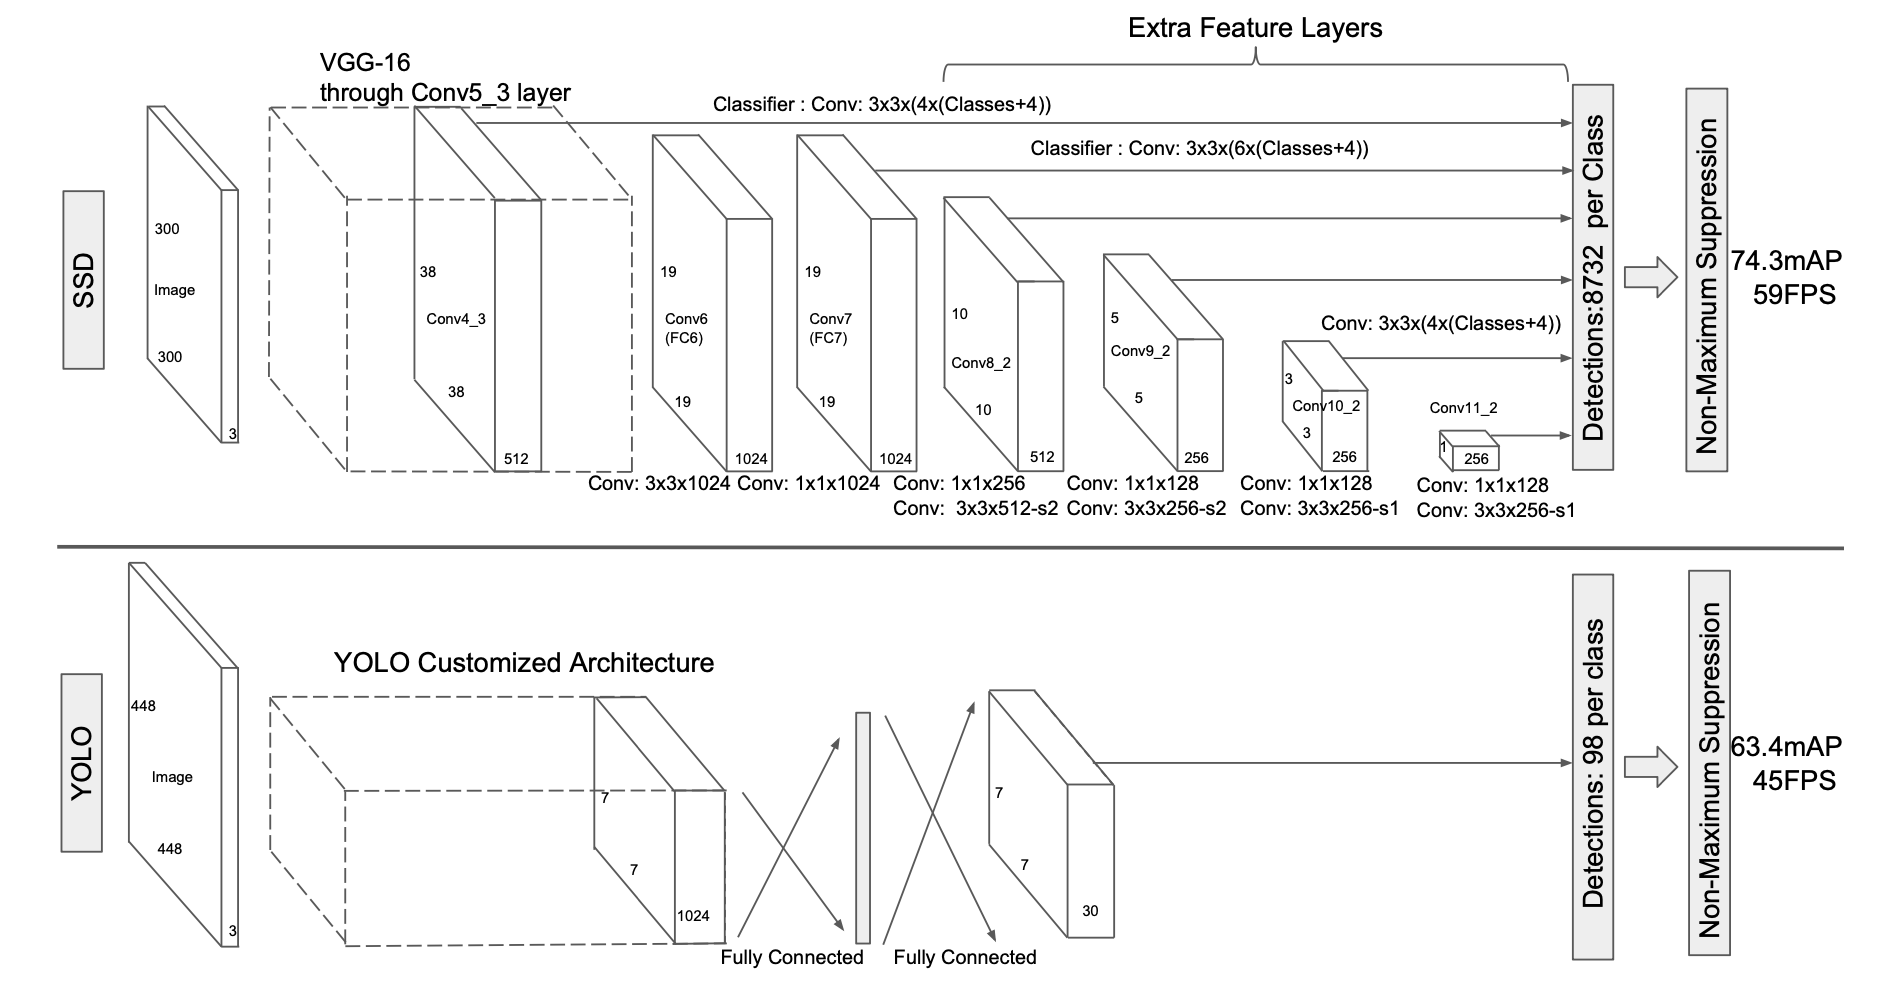 Extra Feature Layers
VGG-16
through Conv5_3 layer
Classifier : Conv: 3x3x(4x(Classes+4))
Classifier : Conv: 3x3x(6x(Classes+4))
SSD
300
Image
300
3
38
Conv4_3
38
512
19
Conv6
(FC6)
19
1024
19
Conv7
(FC7)
19
1024
10
Conv8_2
10
512
5
Conv9_2
5
256
Conv: 3x3x(4x(Classes+4))
3
Conv10_2
3
256
Conv11_2
1
256
Conv: 3x3x1024
Conv: 1x1x1024
Conv: 1x1x256
Conv: 3x3x512-s2
Conv: 1x1x128
Conv: 3x3x256-s2
Conv: 1x1x128
Conv: 3x3x256-s1
Conv: 1x1x128
Conv: 3x3x256-s1
Detections:8732 per Class
Non-Maximum Suppression
74.3mAP
59FPS
YOLO
448
Image
448
3
YOLO Customized Architecture
7
7
1024
Fully Connected
Fully Connected
7
7
30
Detections: 98 per class
Non-Maximum Suppression
63.4mAP
45FPS